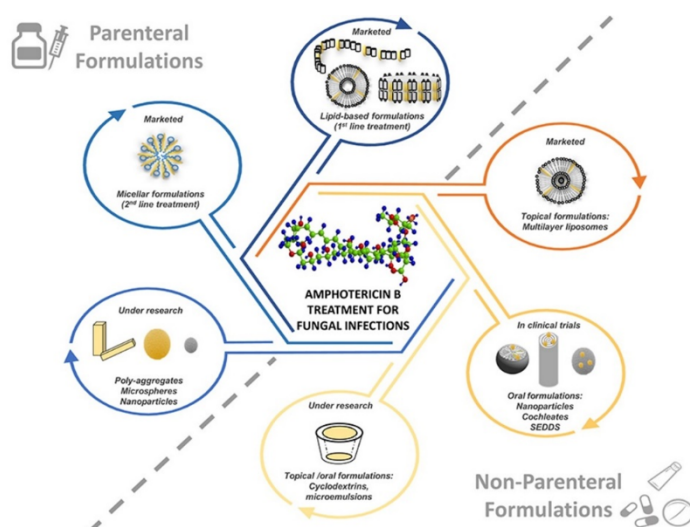 Parenteral
Formulations
Marketed
Lipid-based formulations
(1st line treatment)
Marketed
Micellar formulations
(2nd line treatment)
Marketed
Topical formulations:
Multilayer liposomes
AMPHOTERICIN B
TREATMENT FOR
FUNGAL INFECTIONS
Under research
Poly-aggregates
Microspheres
Nanoparticles
In clinical trials
Oral formulations:
Nanoparticles
Cochleates
SEDDS
Under research
Topical /oral formulations:
Cyclodextrins,
microemulsions
Non-Parenteral
Formulations